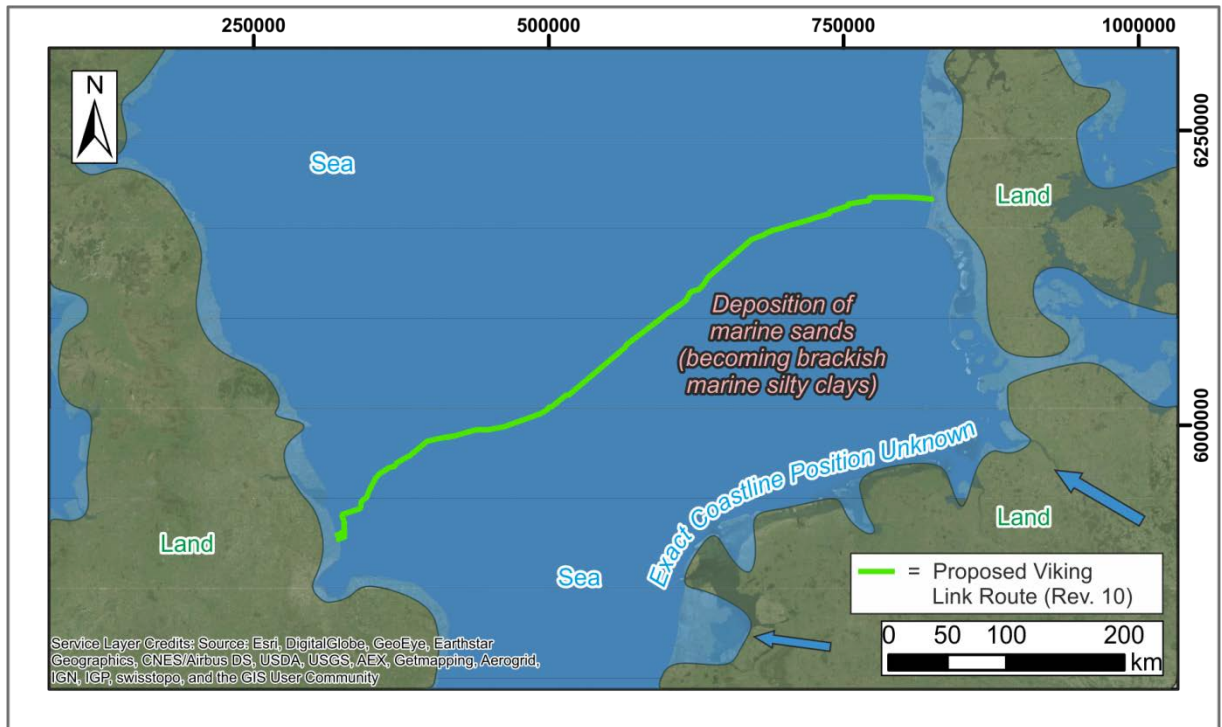 250000
500000
750000
1000000
N
Sea
6250000
Land
Deposition of
marine sands
(becoming brackish
marine silty clays)
6000000
Exact Coastline Position Unknown
Land
Land
Sea
= Proposed Viking
Link Route (Rev. 10)
0 50 100 200
km
Service Layer Credits: Source: Esri, DigitalGlobe, GeoEye, Earthstar
Geographics, CNES/Airbus DS, USDA, USGS, AEX, Getmapping, Aerogrid,
IGN, IGP, swisstopo, and the GIS User Community